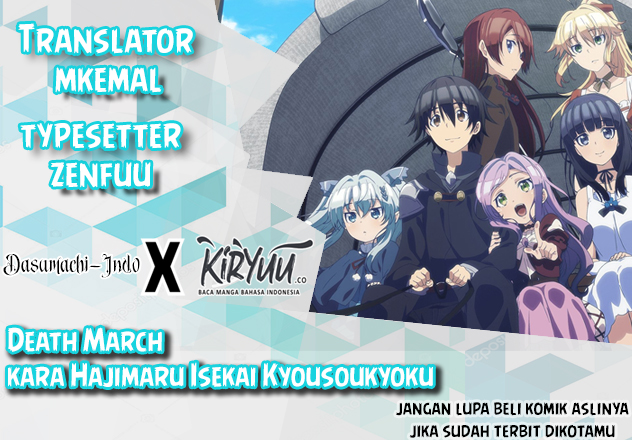 Translator
mkemal
typesetter
zenfuu
Dasumachi-Indo X KiRYUU.co
BACA MANGA BAHASA INDONESIA
Death March
kara Hajimaru Isekai Kyousoukyoku
JANGAN LUPA BELI KOMIK ASLINYA
JIKA SUDAH TERBIT DIKOTAMU